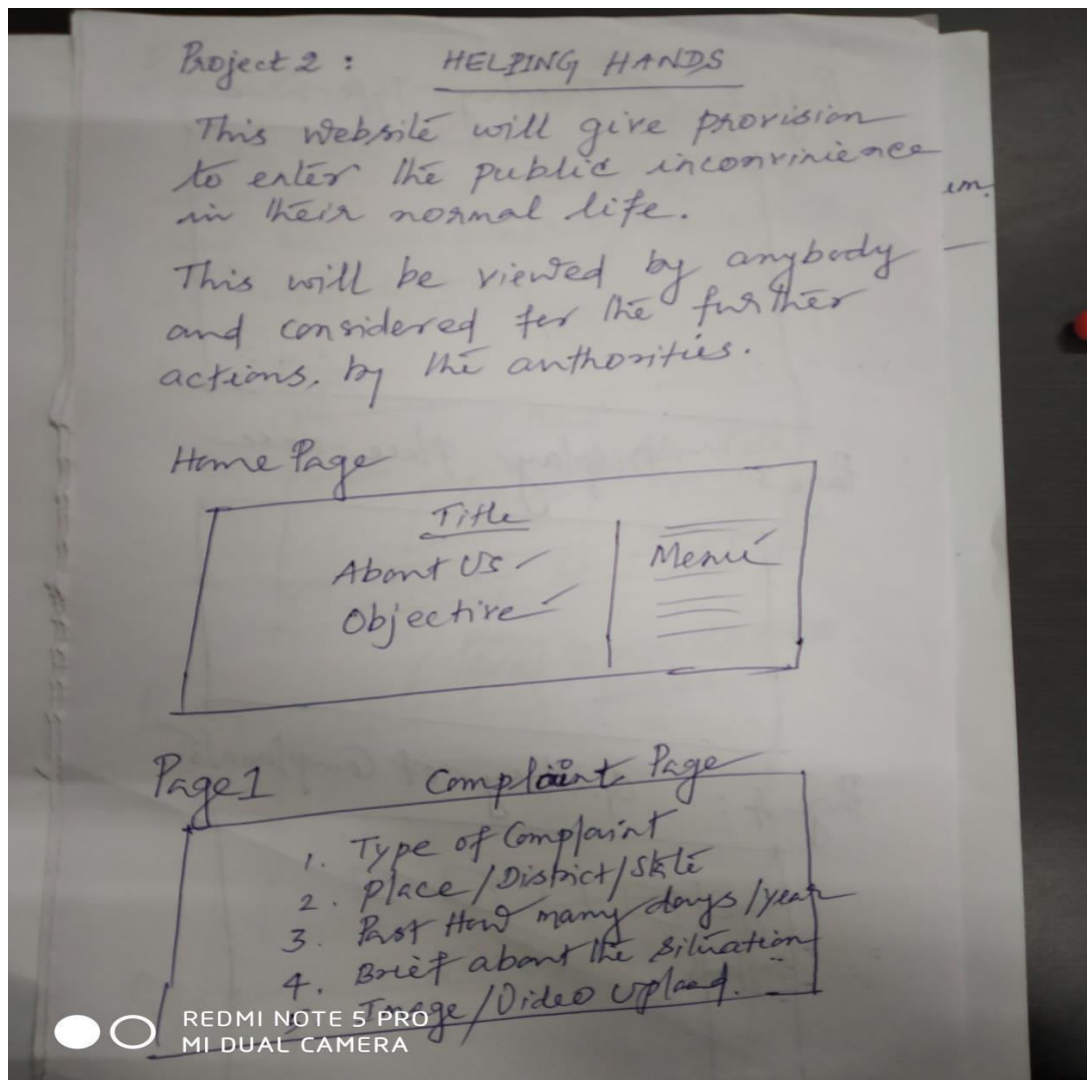 Project 2 : HELPING HANDS
This website will give provision
to enter the public inconvinience
in their normal life.
This will be viewed by anybody
and considered for the further
actions, by the authorities.
Home Page
Title
About Us
Objective
Menu
Page 1 Complaint Page
1. Type of Complaint
2. Place/District/State
3. Past How many days/year
4. Brief about the situation
Image/Video upload.
REDMI NOTE 5 PRO
MI DUAL CAMERA